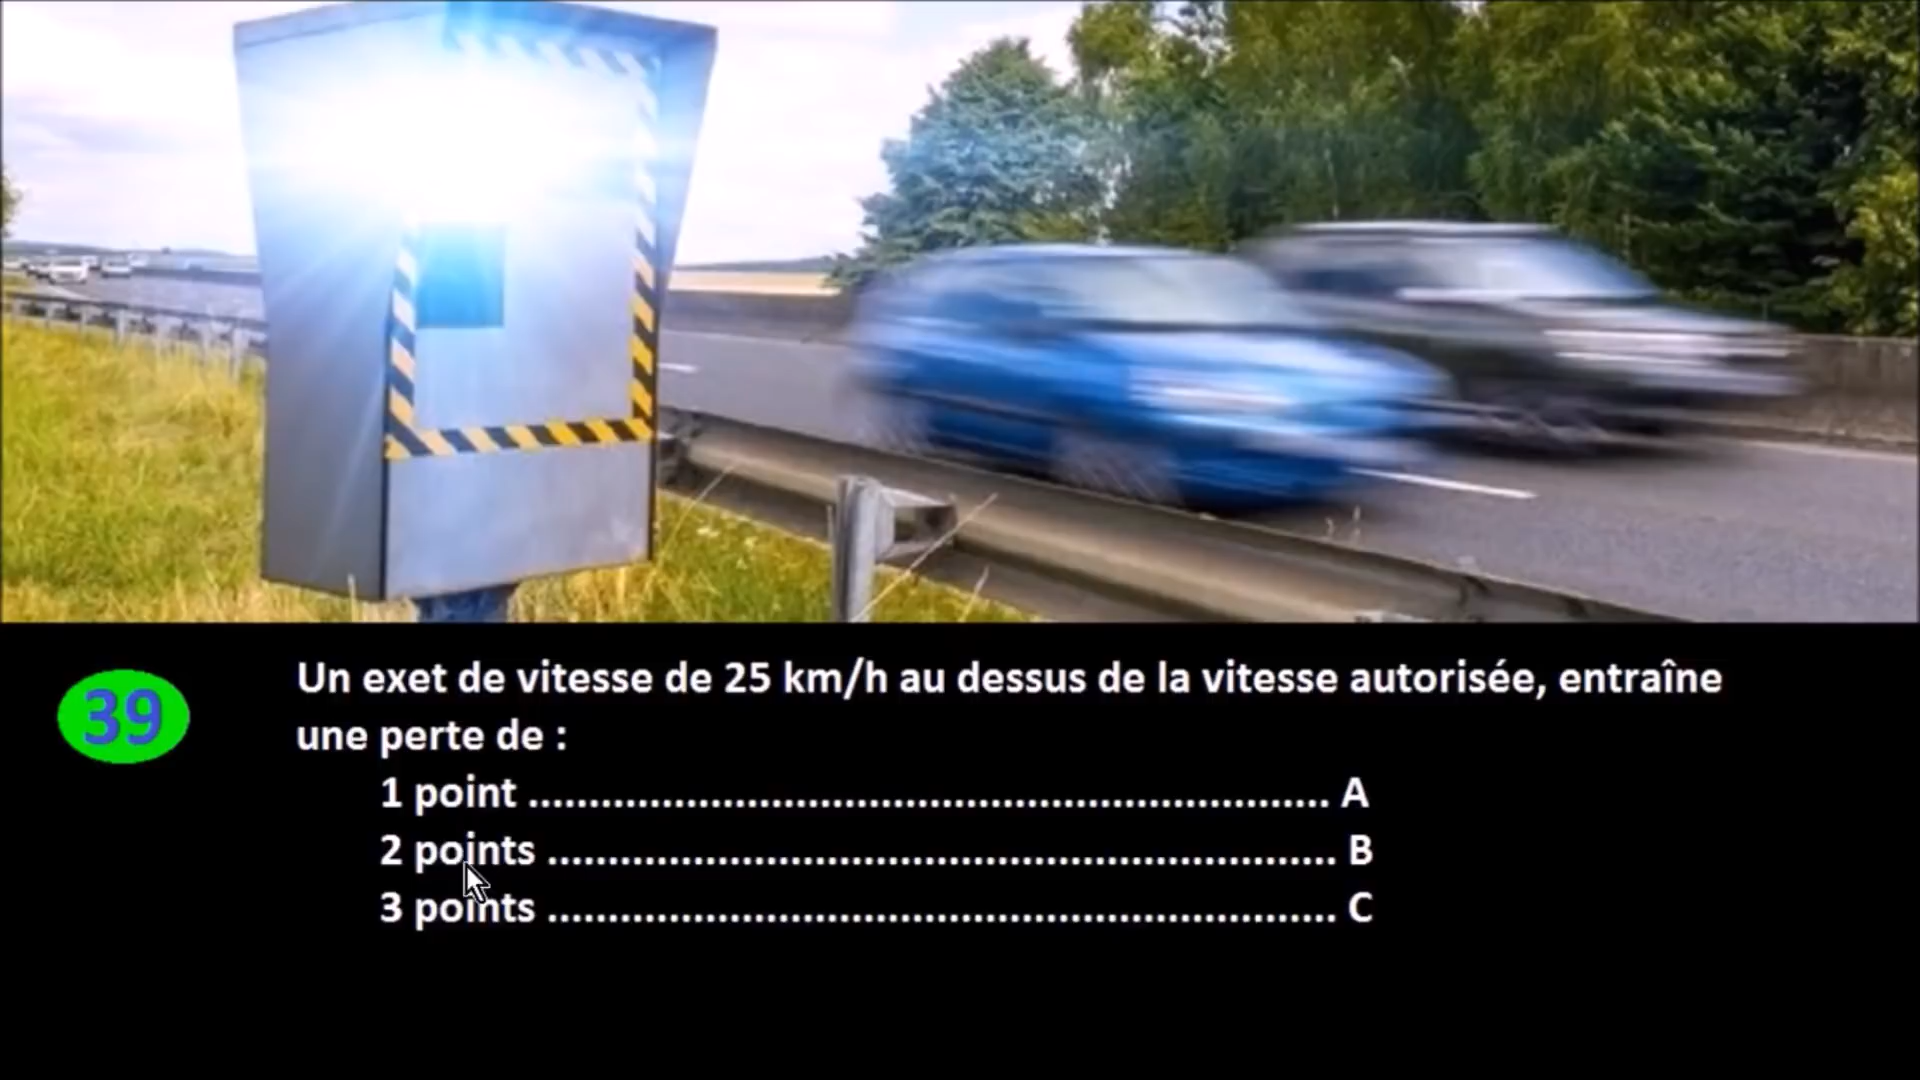 39
Un exet de vitesse de 25 km/h au dessus de la vitesse autorisée, entraîne
une perte de :
1 point .................................................................. A
2 points ................................................................. B
3 points ................................................................. C